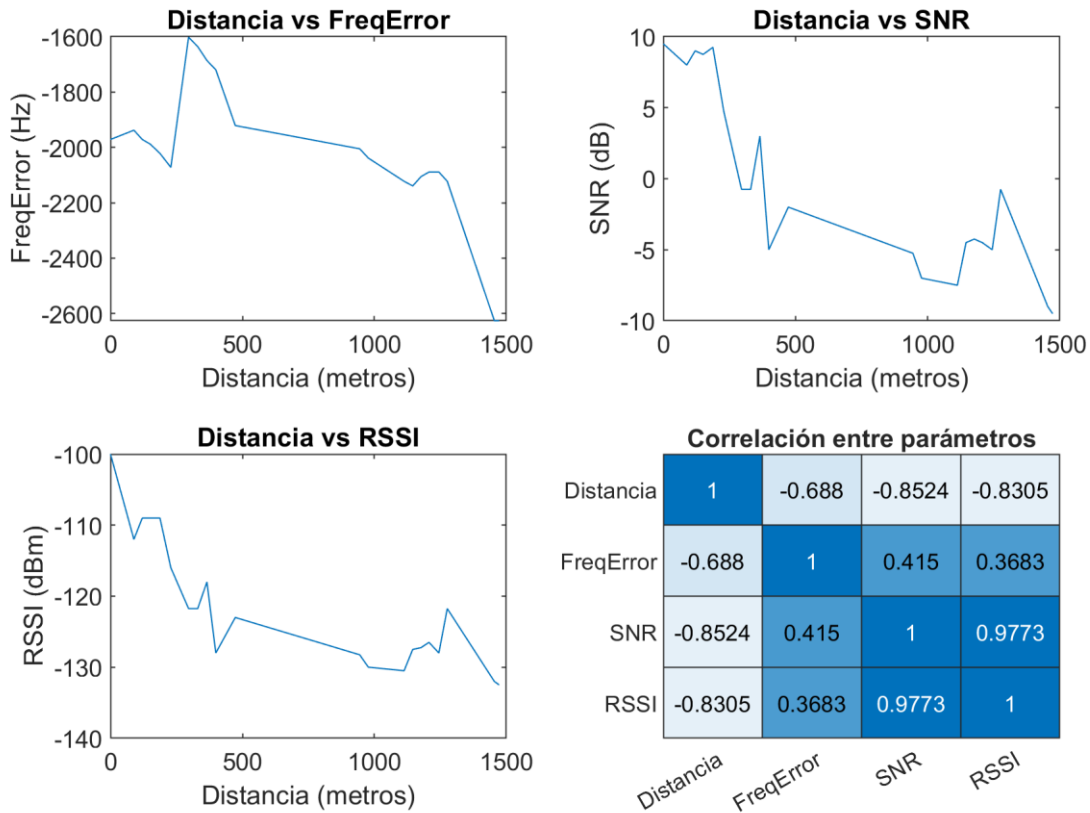 Distancia vs FreqError
FreqError (Hz)
-1600
-1800
-2000
-2200
-2400
-2600
0 500 1000 1500
Distancia (metros)
Distancia vs SNR
SNR (dB)
10
5
0
-5
-10
0 500 1000 1500
Distancia (metros)
Distancia vs RSSI
RSSI (dBm)
-100
-110
-120
-130
-140
0 500 1000 1500
Distancia (metros)
Correlación entre parámetros
Distancia 1 -0.688 -0.8524 -0.8305
FreqError -0.688 1 0.415 0.3683
SNR -0.8524 0.415 1 0.9773
RSSI -0.8305 0.3683 0.9773 1
Distancia FreqError SNR RSSI